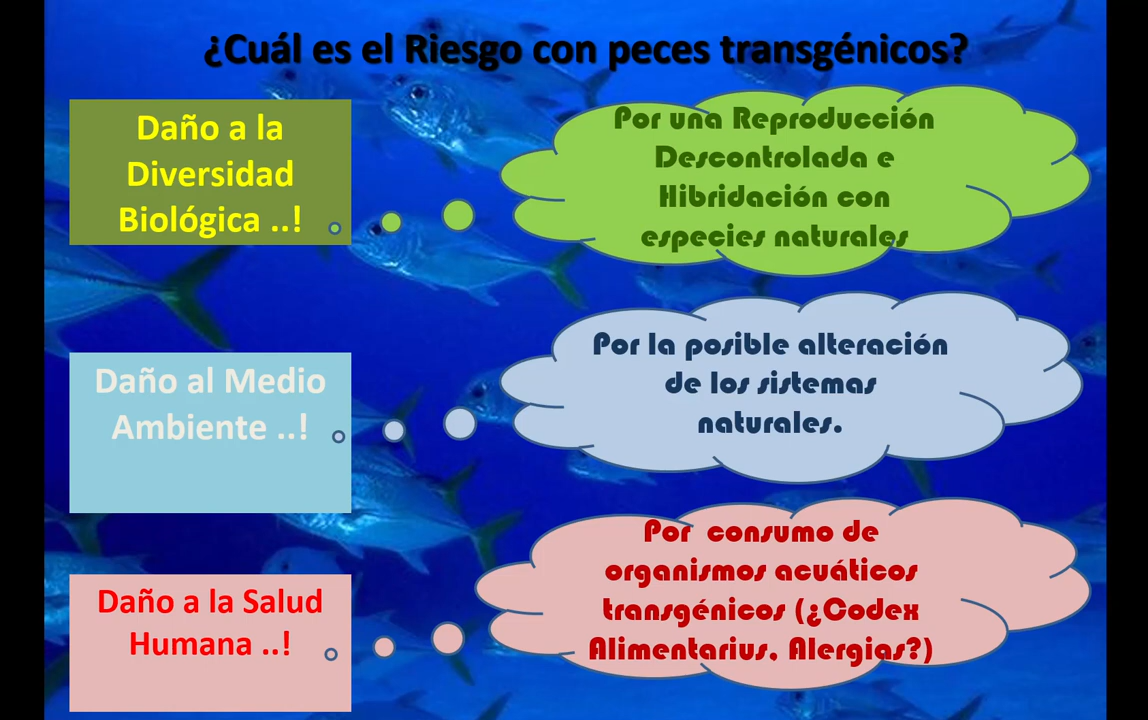 ¿Cuál es el Riesgo con peces transgénicos?
Daño a la
Diversidad
Biológica ..!
Por una Reproducción
Descontrolada e
Hibridación con
especies naturales
Daño al Medio
Ambiente ..!
Por la posible alteración
de los sistemas
naturales.
Daño a la Salud
Humana ..!
Por consumo de
organismos acuáticos
transgénicos (¿Codex
Alimentarius, Alergias?)